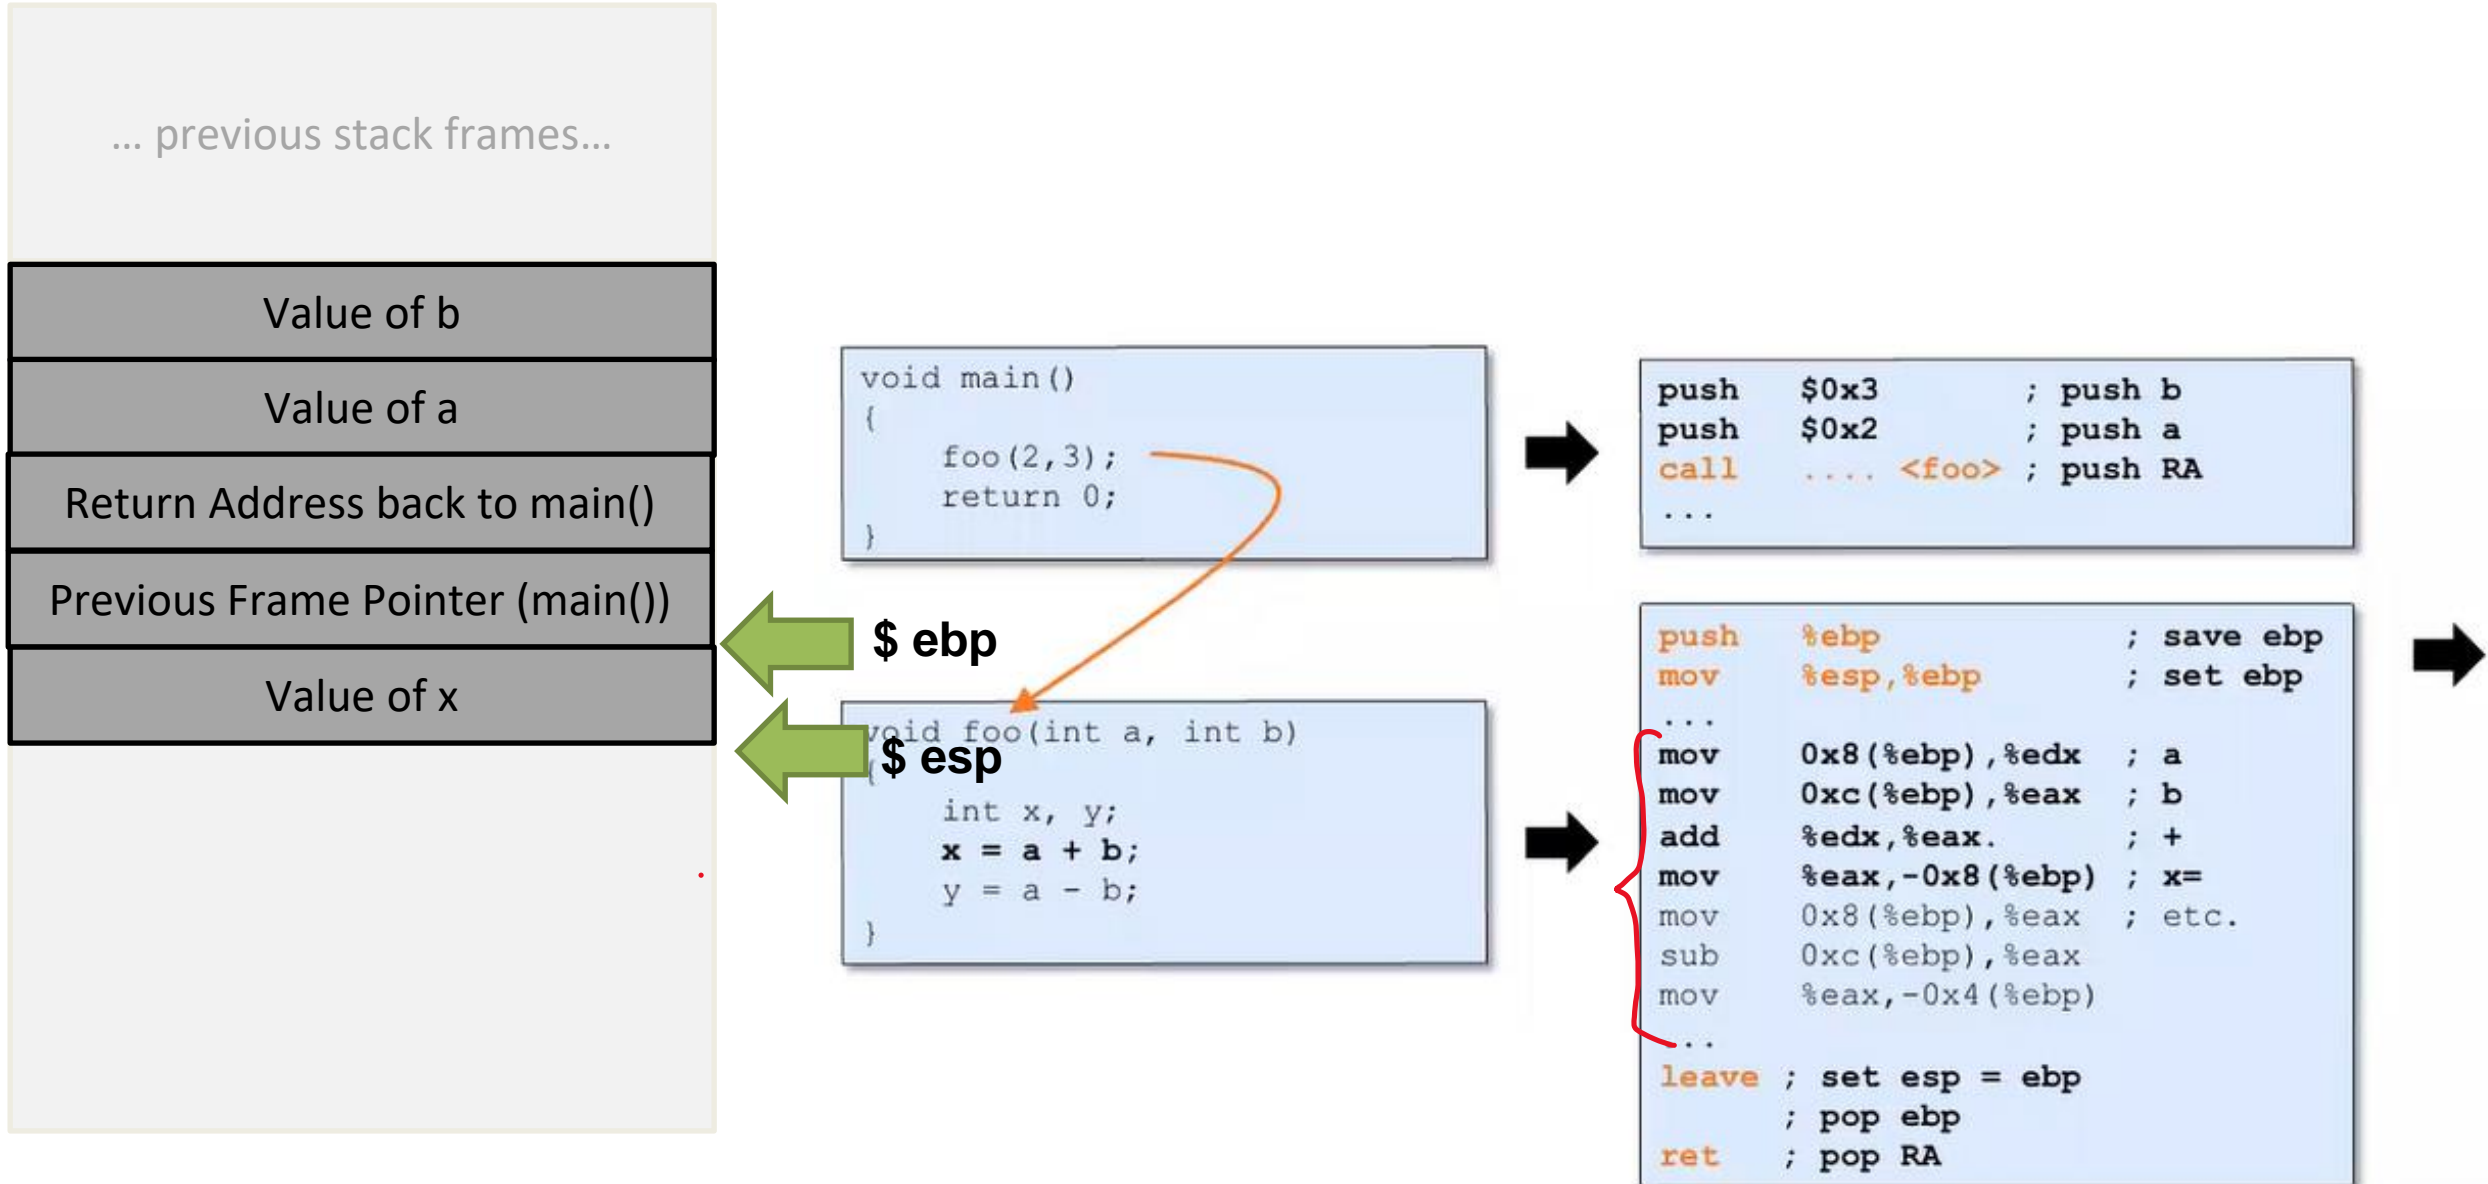 ... previous stack frames...
Value of b
Value of a
Return Address back to main()
Previous Frame Pointer (main())
Value of x
$ ebp
$ esp
void main()
{
foo(2,3);
return 0;
}
void foo(int a, int b)
{
int x, y;
x = a + b;
y = a - b;
}
push $0x3 ; push b
push $0x2 ; push a
call .... <foo> ; push RA
...
push %ebp ; save ebp
mov %esp,%ebp ; set ebp
...
mov 0x8(%ebp),%edx ; a
mov 0xc(%ebp),%eax ; b
add %edx,%eax. ; +
mov %eax,-0x8(%ebp) ; x=
mov 0x8(%ebp),%eax ; etc.
sub 0xc(%ebp),%eax
mov %eax,-0x4(%ebp)
...
leave ; set esp = ebp
; pop ebp
ret ; pop RA